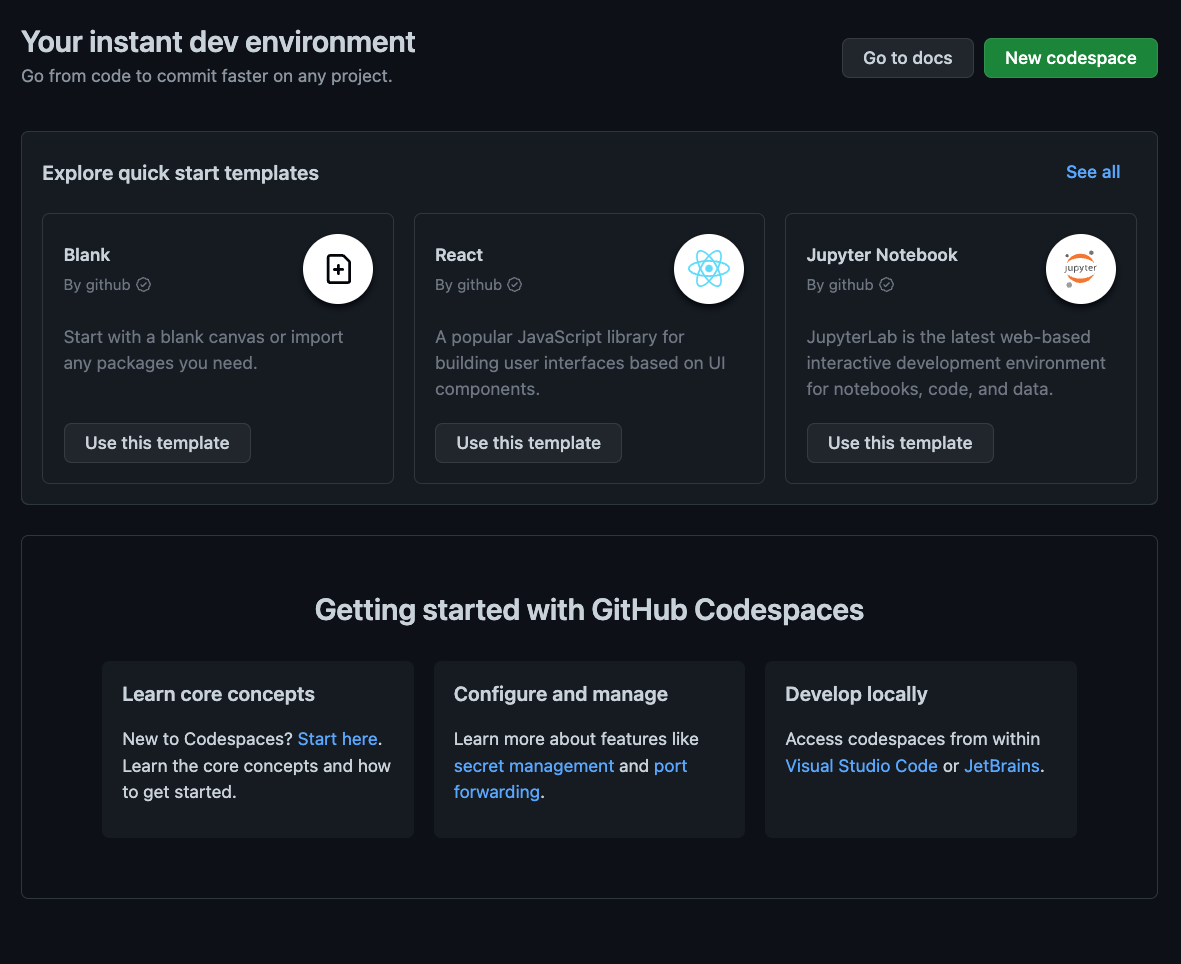 Your instant dev environment
Go from code to commit faster on any project.
Go to docs
New codespace
Explore quick start templates
See all
Blank
By github
Start with a blank canvas or import
any packages you need.
Use this template
React
By github
A popular JavaScript library for
building user interfaces based on UI
components.
Use this template
Jupyter Notebook
By github
jupyter
JupyterLab is the latest web-based
interactive development environment
for notebooks, code, and data.
Use this template
Getting started with GitHub Codespaces
Learn core concepts
New to Codespaces? Start here.
Learn the core concepts and how
to get started.
Configure and manage
Learn more about features like
secret management and port
forwarding.
Develop locally
Access codespaces from within
Visual Studio Code or JetBrains.